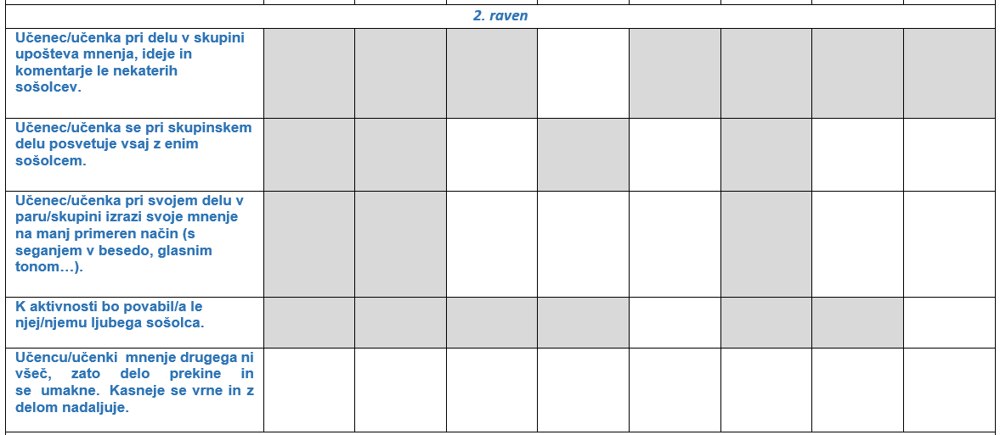 2. raven
Učenec/učenka pri delu v skupini
upošteva mnenja, ideje in
komentarje le nekaterih
sošolcev.
Učenec/učenka se pri skupinskem
delu posvetuje vsaj z enim
sošolcem.
Učenec/učenka pri svojem delu v
paru/skupini izrazi svoje mnenje
na manj primeren način (s
seganjem v besedo, glasnim
tonom…).
K aktivnosti bo povabil/a le
njej/njemu ljubega sošolca.
Učencu/učenki mnenje drugega ni
všeč, zato delo prekine in
se umakne. Kasneje se vrne in z
delom nadaljuje.